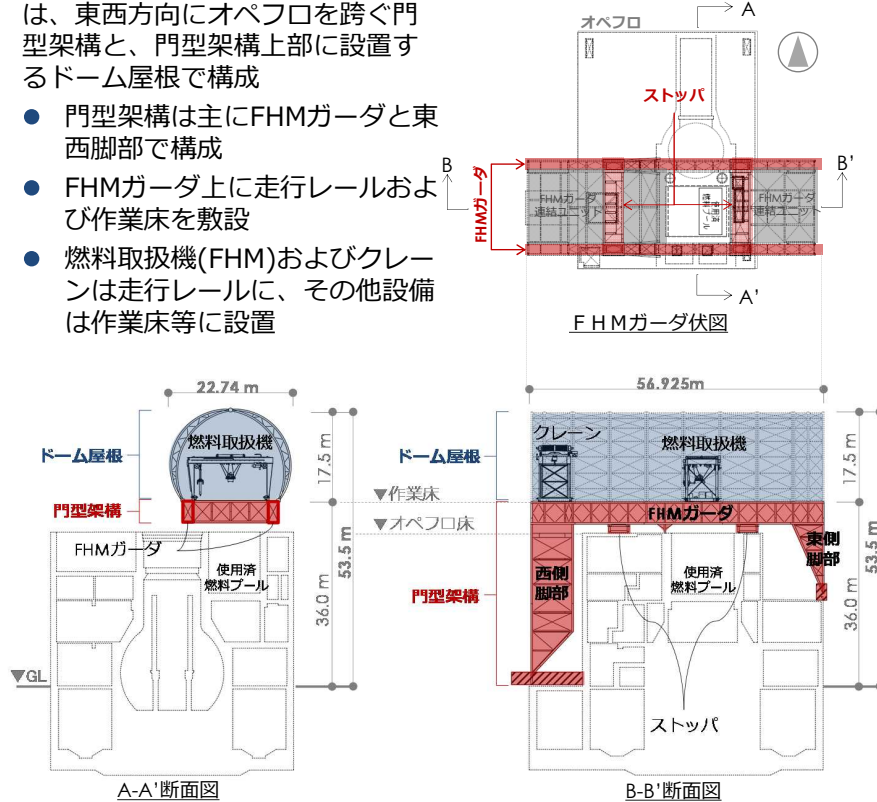 は、東西方向にオペフロを跨ぐ門
型架構と、門型架構上部に設置す
るドーム屋根で構成
● 門型架構は主にFHMガーダと東
西脚部で構成
● FHMガーダ上に走行レールおよ
び作業床を敷設
● 燃料取扱機(FHM)およびクレー
ンは走行レールに、その他設備
は作業床等に設置
A
オペフロ
ストッパ
B
B'
FHMガーダ
FHMガーダ
連結ユニット
使用済
燃料プール
FHMガーダ
連結ユニット
A'
ＦＨＭガーダ伏図
22.74 m
ドーム屋根
燃料取扱機
17.5 m
門型架構
▼作業床
▼オペフロ床
FHMガーダ
使用済
燃料プール
36.0 m
53.5 m
▼GL
A-A’断面図
56.925m
ドーム屋根
クレーン
燃料取扱機
17.5 m
FHMガーダ
西側
脚部
使用済
燃料プール
東側
脚部
門型架構
36.0 m
53.5 m
ストッパ
B-B’断面図